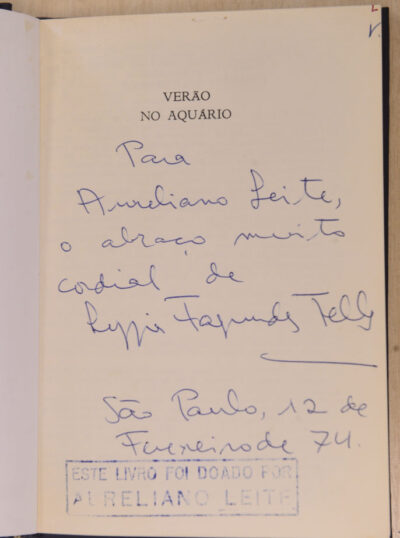 VERÃO
NO AQUÁRIO
Para
Aureliano Leite,
o abraço muito
cordial de
Lygia Fagundes Telles
São Paulo, 12 de
Fevereiro de 74.
ESTE LIVRO FOI DOADO POR
AURELIANO LEITE